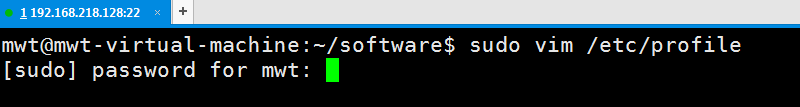 1 192.168.218.128:22 × +
mwt@mwt-virtual-machine:~/software$ sudo vim /etc/profile
[sudo] password for mwt: